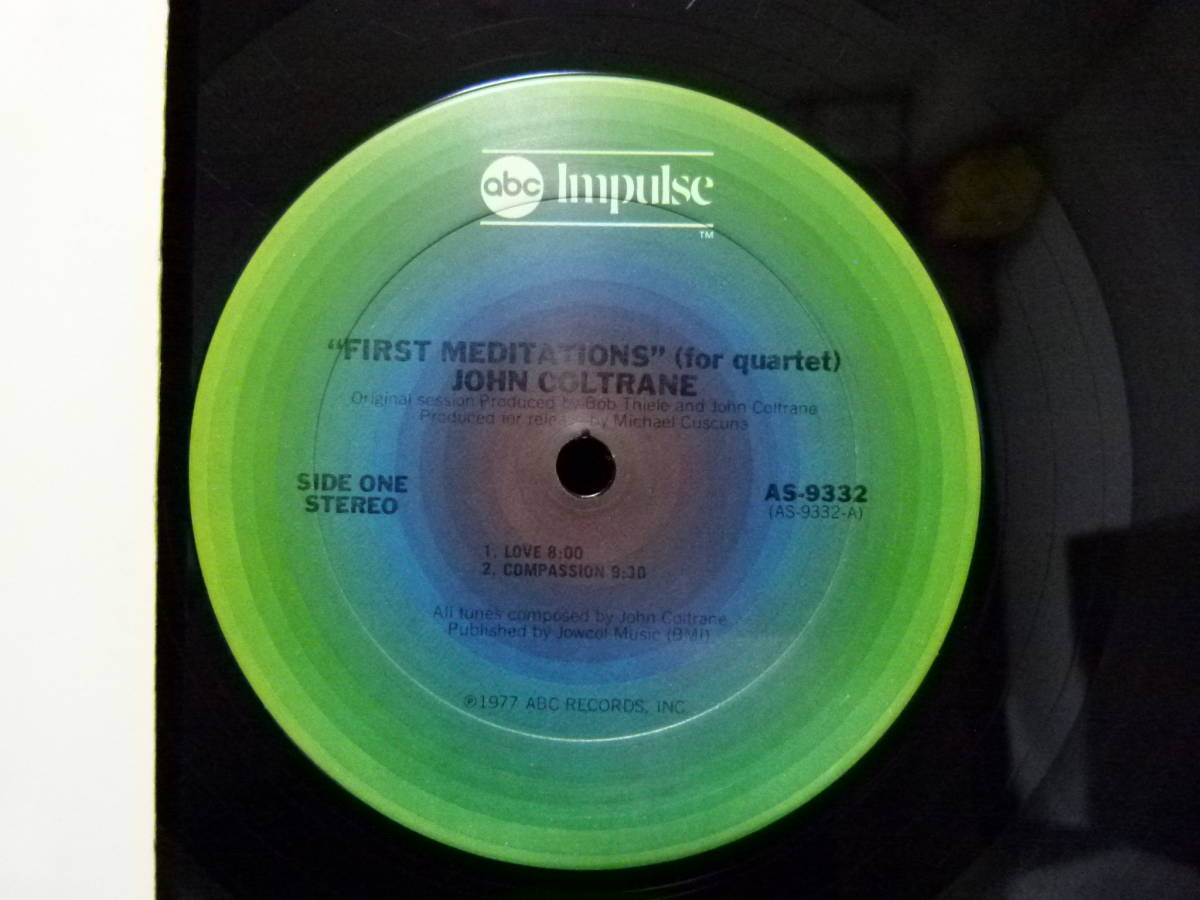 abc Impulse
TM
"FIRST MEDITATIONS" (for quartet)
JOHN COLTRANE
Original session Produced by Bob Thiele and John Coltrane
Produced for release by Michael Cuscuna
SIDE ONE
STEREO
AS-9332
(AS-9332-A)
1. LOVE 8:00
2. COMPASSION 9:30
All tunes composed by John Coltrane
Published by Jowcol Music (BMI)
℗1977 ABC RECORDS, INC.